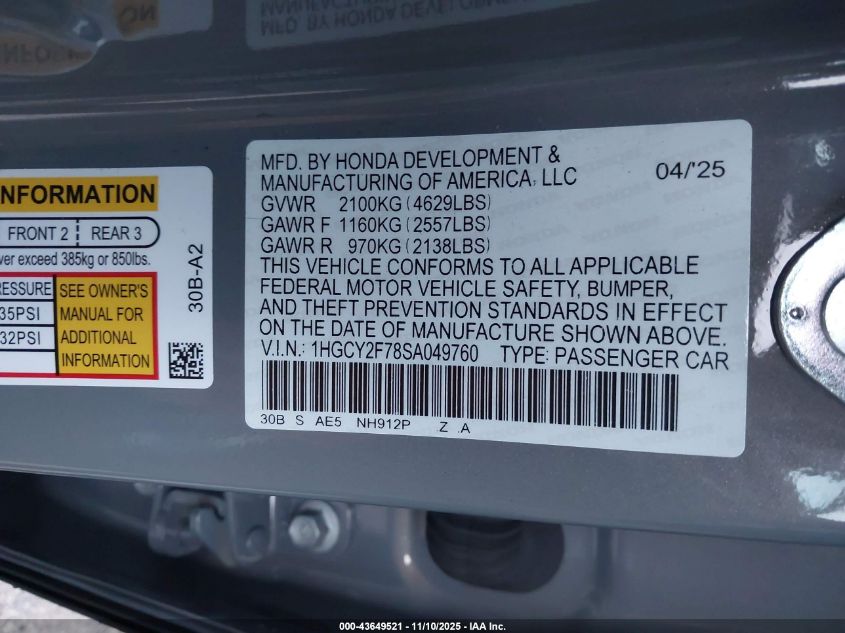 MFD. BY HONDA DEVELOPMENT &
MANUFACTURING OF AMERICA, LLC 04/'25
GVWR 2100KG (4629LBS)
GAWR F 1160KG (2557LBS)
GAWR R 970KG (2138LBS)
THIS VEHICLE CONFORMS TO ALL APPLICABLE
FEDERAL MOTOR VEHICLE SAFETY, BUMPER,
AND THEFT PREVENTION STANDARDS IN EFFECT
ON THE DATE OF MANUFACTURE SHOWN ABOVE.
V.I.N.: 1HGCY2F78SA049760 TYPE: PASSENGER CAR
30B S AE5 NH912P .Z .A
NFORMATION
FRONT 2 REAR 3
exceed 385kg or 850lbs.
RESSURE
35PSI
32PSI
SEE OWNER'S
MANUAL FOR
ADDITIONAL
INFORMATION
30B-A2
000-43649521 - 11/10/2025 - IAA Inc.